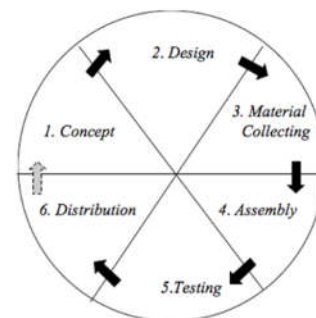 1. Concept
2. Design
3. Material
Collecting
4. Assembly
5.Testing
6. Distribution